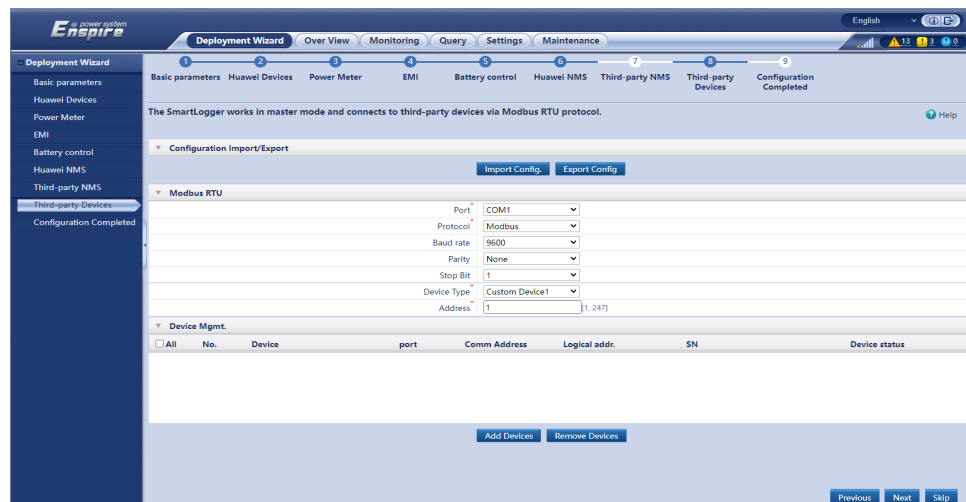 e power system
Enspire
English
Deployment Wizard Over View Monitoring Query Settings Maintenance
13 3 0
Deployment Wizard
Basic parameters
Huawei Devices
Power Meter
EMI
Battery control
Huawei NMS
Third-party NMS
Third-party Devices
Configuration Completed
1 2 3 4 5 6 7 8 9
Basic parameters Huawei Devices Power Meter EMI Battery control Huawei NMS Third-party NMS Third-party Devices Configuration Completed
The SmartLogger works in master mode and connects to third-party devices via Modbus RTU protocol.
Help
Configuration Import/Export
Import Config. Export Config
Modbus RTU
Port* COM1
Protocol* Modbus
Baud rate 9600
Parity None
Stop Bit 1
Device Type* Custom Device1
Address* 1 [1, 247]
Device Mgmt.
All No. Device port Comm Address Logical addr. SN Device status
Add Devices Remove Devices
Previous Next Skip